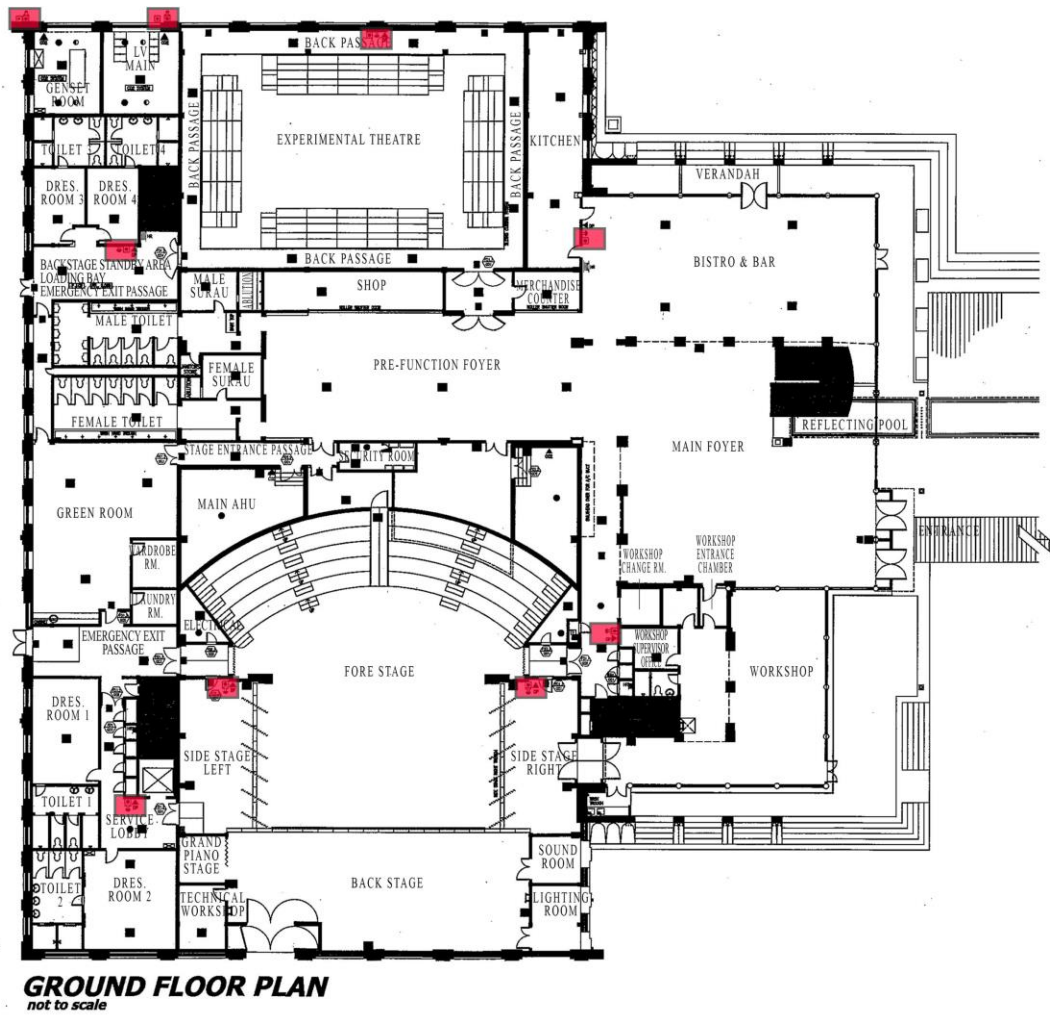 BACK PASSAGE
LV
MAIN
GENSET
ROOM
EXPERIMENTAL THEATRE
BACK PASSAGE
BACK PASSAGE
KITCHEN
TOILET 4
VERANDAH
DRES.
ROOM 3
DRES.
ROOM 4
BACKSTAGE STANDBY AREA
LOADING BAY
EMERGENCY EXIT PASSAGE
BACK PASSAGE
BISTRO & BAR
MALE
SURAU
ABLUTION
SHOP
MERCHANDISE
COUNTER
MALE TOILET
PRE-FUNCTION FOYER
FEMALE
SURAU
FEMALE TOILET
REFLECTING POOL
STAGE ENTRANCE PASSAGE
SECURITY ROOM
MAIN FOYER
MAIN AHU
GREEN ROOM
ENTRANCE
WARDROBE
RM.
WORKSHOP
CHANGE RM.
WORKSHOP
ENTRANCE
CHAMBER
LAUNDRY
RM.
ELECTRICAL
EMERGENCY EXIT
PASSAGE
WORKSHOP
SUPERVISOR
OFFICE
FORE STAGE
WORKSHOP
DRES.
ROOM 1
SIDE STAGE
LEFT
SIDE STAGE
RIGHT
TOILET 1
SERVICE
LOBBY
GRAND
PIANO
STAGE
SOUND
ROOM
BACK STAGE
TOILET
2
DRES.
ROOM 2
TECHNICAL
WORKSHOP
LIGHTING
ROOM
GROUND FLOOR PLAN
not to scale